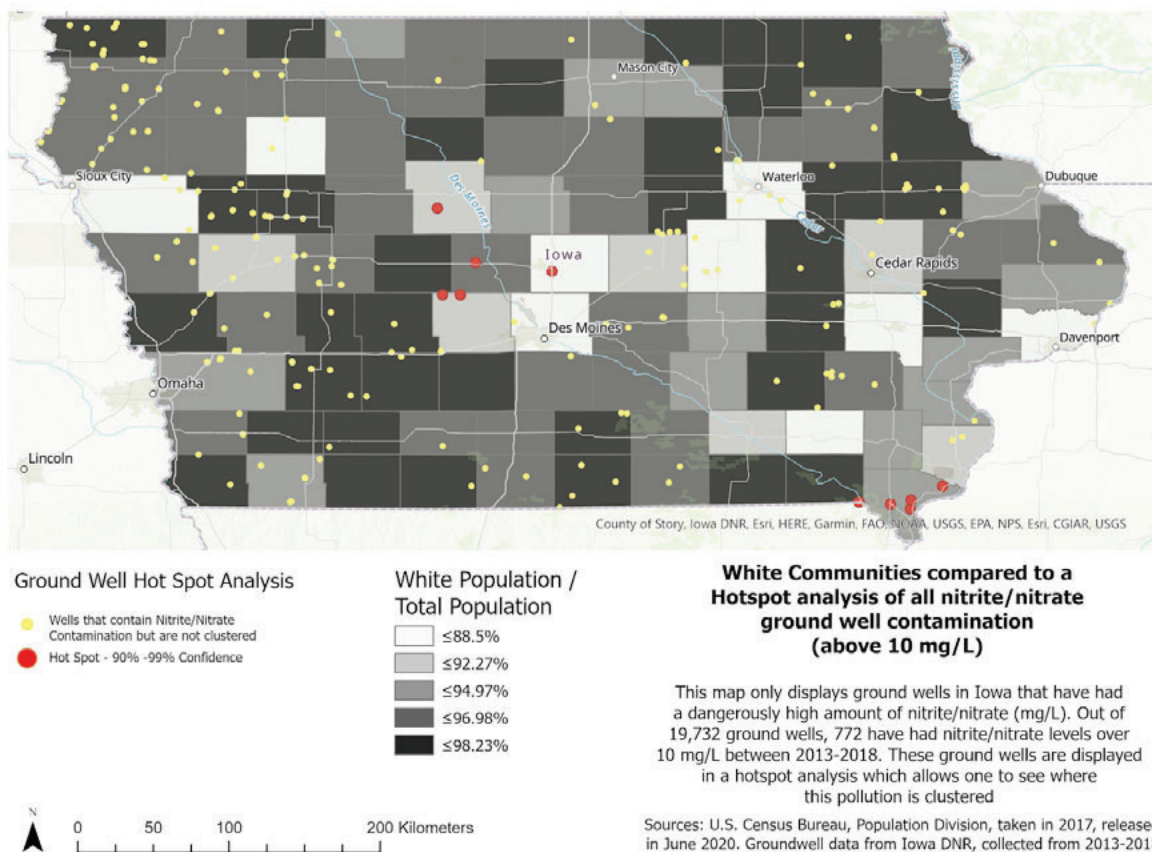 Mississippi
Mason City
Sioux City
Des Moines
Waterloo
Dubuque
Cedar
Iowa
Cedar Rapids
Des Moines
Davenport
Omaha
Lincoln
County of Story, Iowa DNR, Esri, HERE, Garmin, FAO, NOAA, USGS, EPA, NPS, Esri, CGIAR, USGS
Ground Well Hot Spot Analysis
Wells that contain Nitrite/Nitrate
Contamination but are not clustered
Hot Spot - 90% -99% Confidence
White Population /
Total Population
≤88.5%
≤92.27%
≤94.97%
≤96.98%
≤98.23%
White Communities compared to a
Hotspot analysis of all nitrite/nitrate
ground well contamination
(above 10 mg/L)
This map only displays ground wells in Iowa that have had
a dangerously high amount of nitrite/nitrate (mg/L). Out of
19,732 ground wells, 772 have had nitrite/nitrate levels over
10 mg/L between 2013-2018. These ground wells are displayed
in a hotspot analysis which allows one to see where
this pollution is clustered
Sources: U.S. Census Bureau, Population Division, taken in 2017, release
in June 2020. Groundwell data from Iowa DNR, collected from 2013-201
N
0 50 100 200 Kilometers